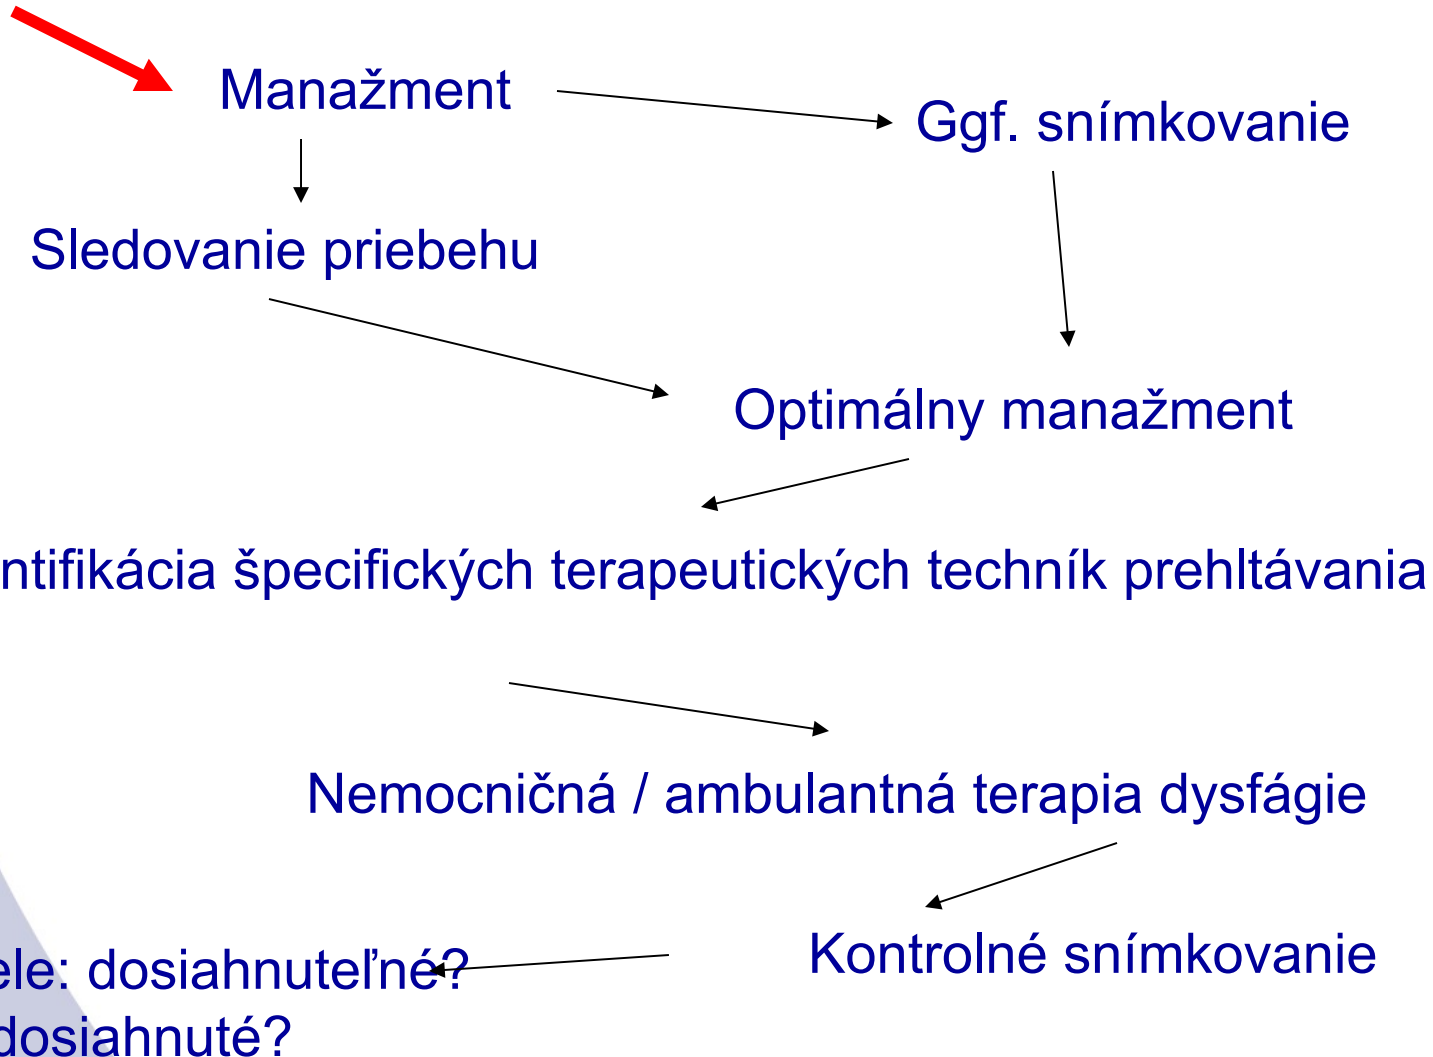 Manažment
Ggf. snímkovanie
Sledovanie priebehu
Optimálny manažment
ntifikácia špecifických terapeutických techník prehltávania
Nemocničná / ambulantná terapia dysfágie
Kontrolné snímkovanie
ele: dosiahnuteľné?
dosiahnuté?